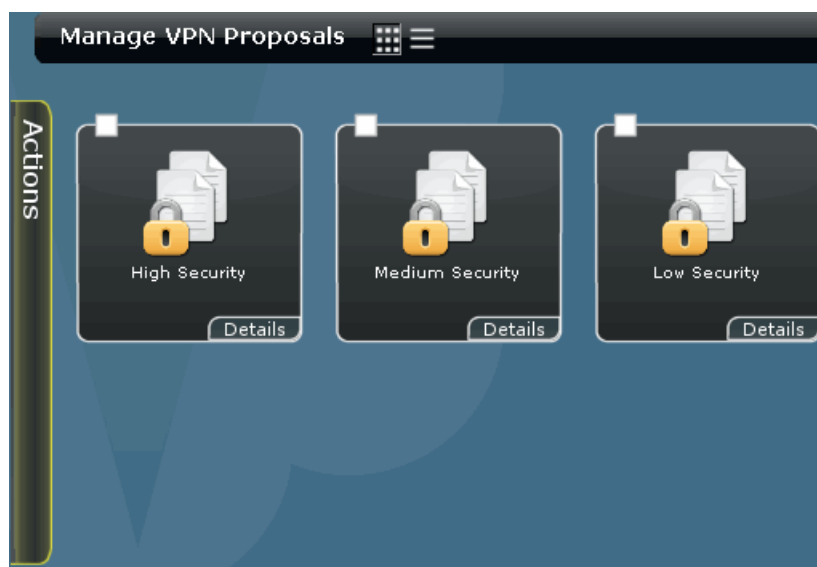 Manage VPN Proposals
Actions
High Security
Details
Medium Security
Details
Low Security
Details